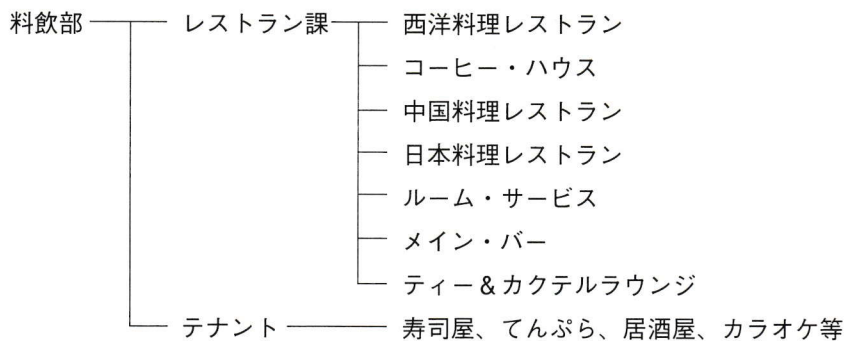 料飲部 レストラン課 西洋料理レストラン
コーヒー・ハウス
中国料理レストラン
日本料理レストラン
ルーム・サービス
メイン・バー
ティー&カクテルラウンジ
テナント 寿司屋、てんぷら、居酒屋、カラオケ等